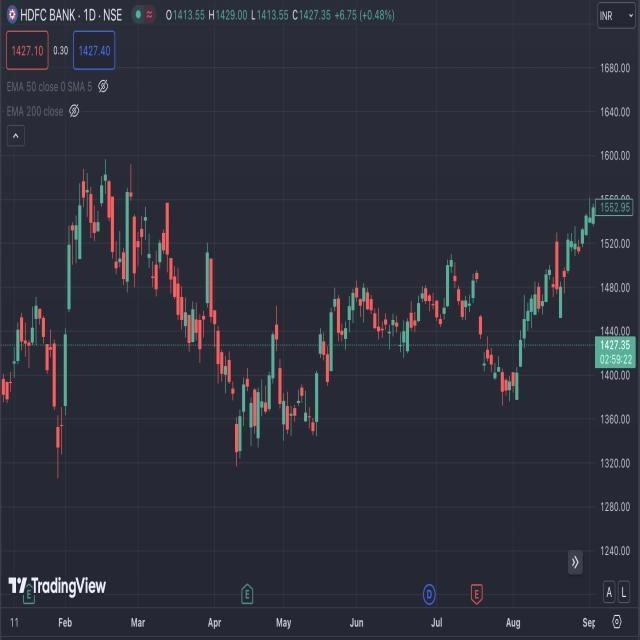 HDFC BANK · 1D · NSE O1413.55 H1429.00 L1413.55 C1427.35 +6.75 (+0.48%) INR
1427.10 0.30 1427.40
EMA 50 close 0 SMA 5
EMA 200 close
1680.00
1640.00
1600.00
1560.00
1552.95
1520.00
1480.00
1440.00
1427.35
02:59:22
1400.00
1360.00
1320.00
1280.00
1240.00
TradingView
E E D E A L
11 Feb Mar Apr May Jun Jul Aug Sep